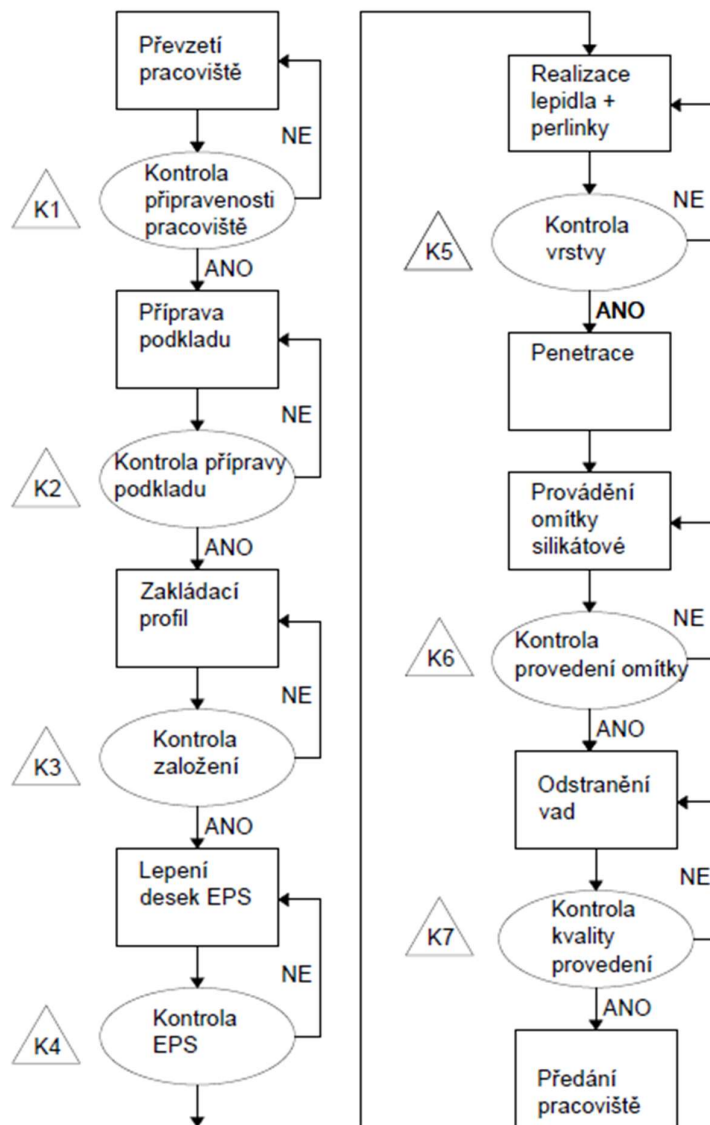 Převzetí
pracoviště
NE
K1
Kontrola
připravenosti
pracoviště
ANO
Příprava
podkladu
NE
K2
Kontrola přípravy
podkladu
ANO
Zakládací
profil
NE
K3
Kontrola
založení
ANO
Lepení
desek EPS
NE
K4
Kontrola
EPS
Realizace
lepidla +
perlinky
NE
K5
Kontrola
vrstvy
ANO
Penetrace
Provádění
omítky
silikátové
NE
K6
Kontrola
provedení omítky
ANO
Odstranění
vad
NE
K7
Kontrola
kvality
provedení
ANO
Předání
pracoviště